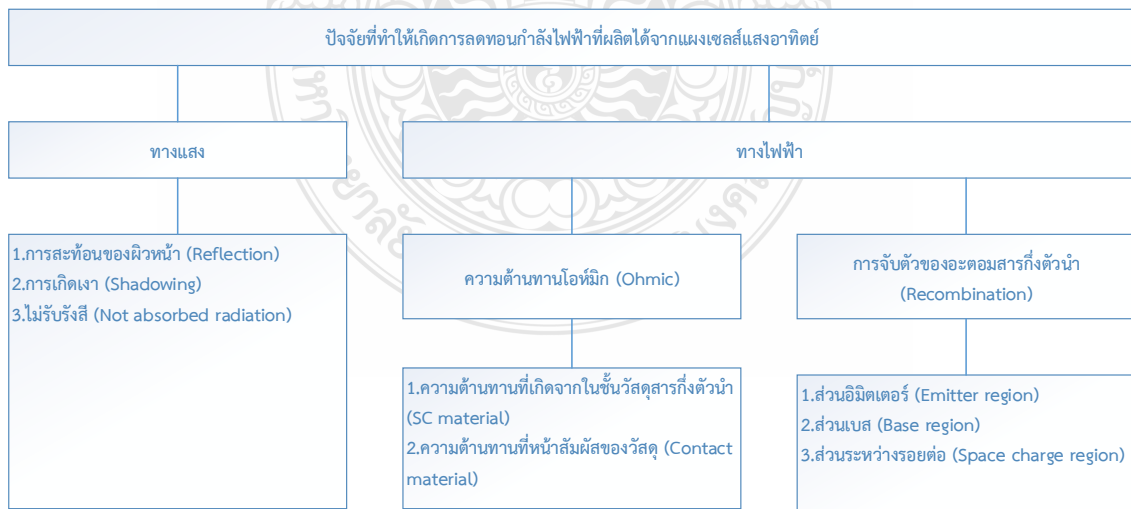 ปัจจัยที่ทำให้เกิดการลดทอนกำลังไฟฟ้าที่ผลิตได้จากแผงเซลส์แสงอาทิตย์
ทางแสง
ทางไฟฟ้า
1.การสะท้อนของผิวหน้า (Reflection)
2.การเกิดเงา (Shadowing)
3.ไม่รับรังสี (Not absorbed radiation)
ความต้านทานโอห์มิก (Ohmic)
การจับตัวของอะตอมสารกึ่งตัวนำ
(Recombination)
1.ความต้านทานที่เกิดจากในชั้นวัสดุสารกึ่งตัวนำ
(SC material)
2.ความต้านทานที่หน้าสัมผัสของวัสดุ (Contact
material)
1.ส่วนอิมิตเตอร์ (Emitter region)
2.ส่วนเบส (Base region)
3.ส่วนระหว่างรอยต่อ (Space charge region)